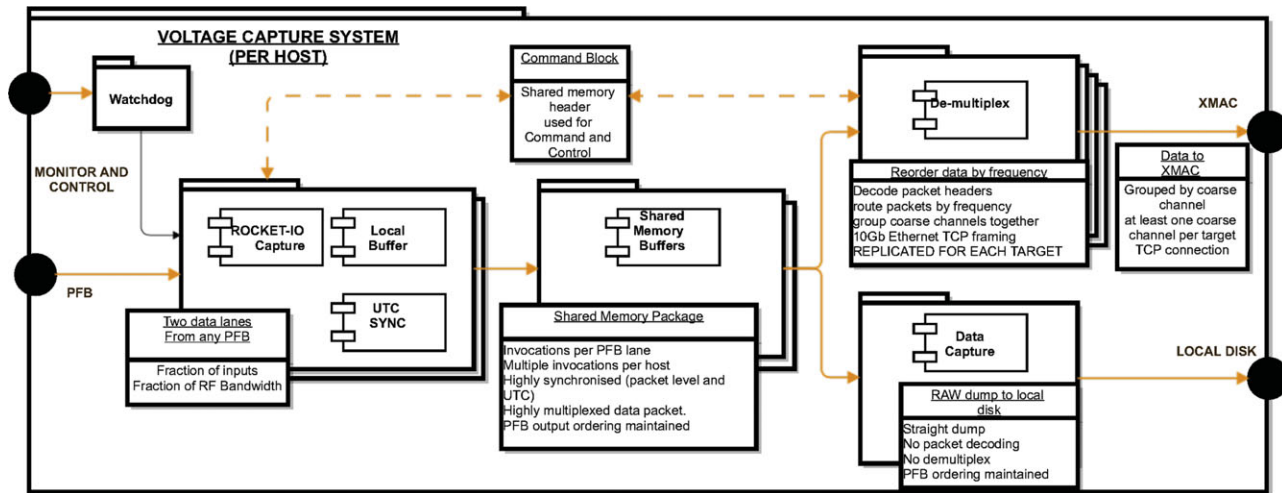 VOLTAGE CAPTURE SYSTEM
(PER HOST)
Watchdog
MONITOR AND
CONTROL
PFB
ROCKET-IO
Capture
Local
Buffer
UTC
SYNC
Two data lanes
From any PFB
Fraction of inputs
Fraction of RF Bandwidth
Command Block
Shared memory
header
used for
Command and
Control
Shared
Memory
Buffers
Shared Memory Package
Invocations per PFB lane
Multiple invocations per host
Highly synchronised (packet level and
UTC)
Highly multiplexed data packet.
PFB output ordering maintained
De-multiplex
Reorder data by frequency
Decode packet headers
route packets by frequency
group coarse channels together
10Gb Ethernet TCP framing
REPLICATED FOR EACH TARGET
XMAC
Data to
XMAC
Grouped by coarse
channel
at least one coarse
channel per target
TCP connection
Data
Capture
RAW dump to local
disk
Straight dump
No packet decoding
No demultiplex
PFB ordering maintained
LOCAL DISK